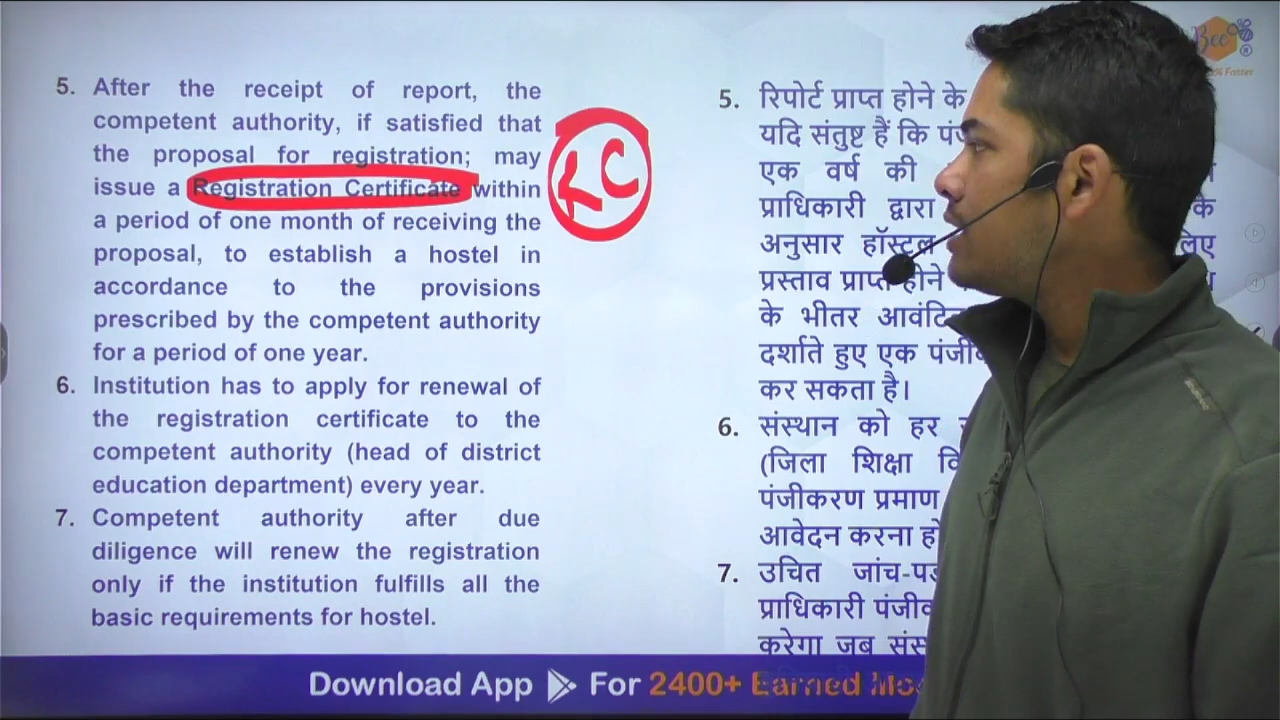 5. After the receipt of report, the
competent authority, if satisfied that
the proposal for registration; may
issue a Registration Certificate within
a period of one month of receiving the
proposal, to establish a hostel in
accordance to the provisions
prescribed by the competent authority
for a period of one year.
6. Institution has to apply for renewal of
the registration certificate to the
competent authority (head of district
education department) every year.
7. Competent authority after due
diligence will renew the registration
only if the institution fulfills all the
basic requirements for hostel.
RC
5. रिपोर्ट प्राप्त होने के
यदि संतुष्ट हैं कि
एक वर्ष की
प्राधिकारी द्वारा के
अनुसार हॉस्टल
प्रस्ताव प्राप्त होने
के भीतर
दर्शाते हुए एक
कर सकता है।
6. संस्थान को हर
(जिला शिक्षा
पंजीकरण प्रमाण
आवेदन करना
7. उचित
प्राधिकारी
करेगा जब
Bee
Faster
Download App For 2400+ Earned